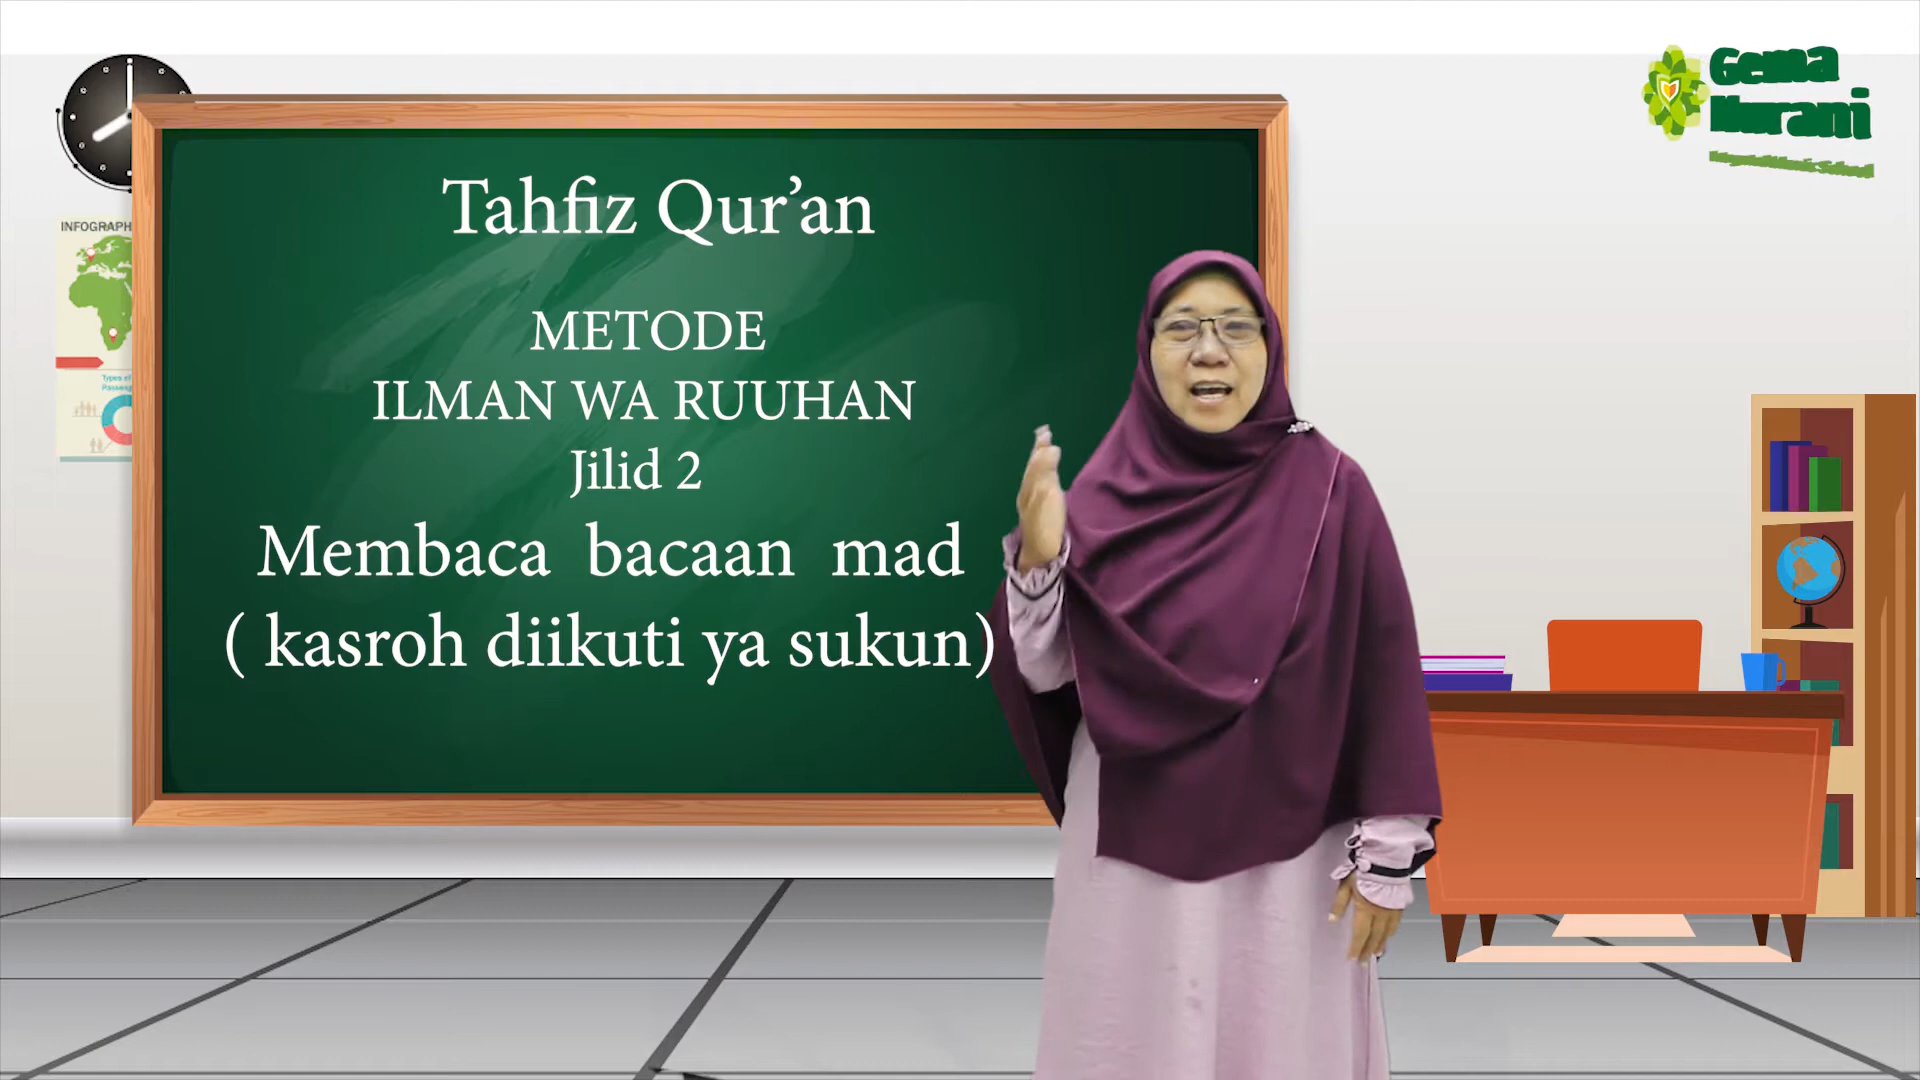 Tahfiz Qur'an
METODE
ILMAN WA RUUHAN
Jilid 2
Membaca bacaan mad
( kasroh diikuti ya sukun)
Gema
Nurani
INFOGRAPH